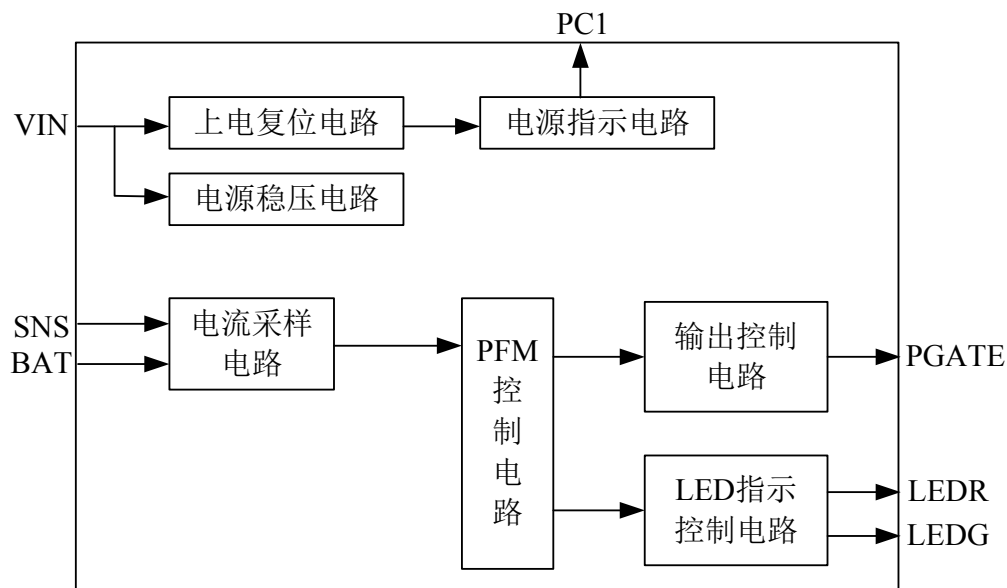 PC1
VIN
上电复位电路
电源指示电路
电源稳压电路
SNS
BAT
电流采样
电路
PFM
控
制
电
路
输出控制
电路
PGATE
LED指示
控制电路
LEDR
LEDG